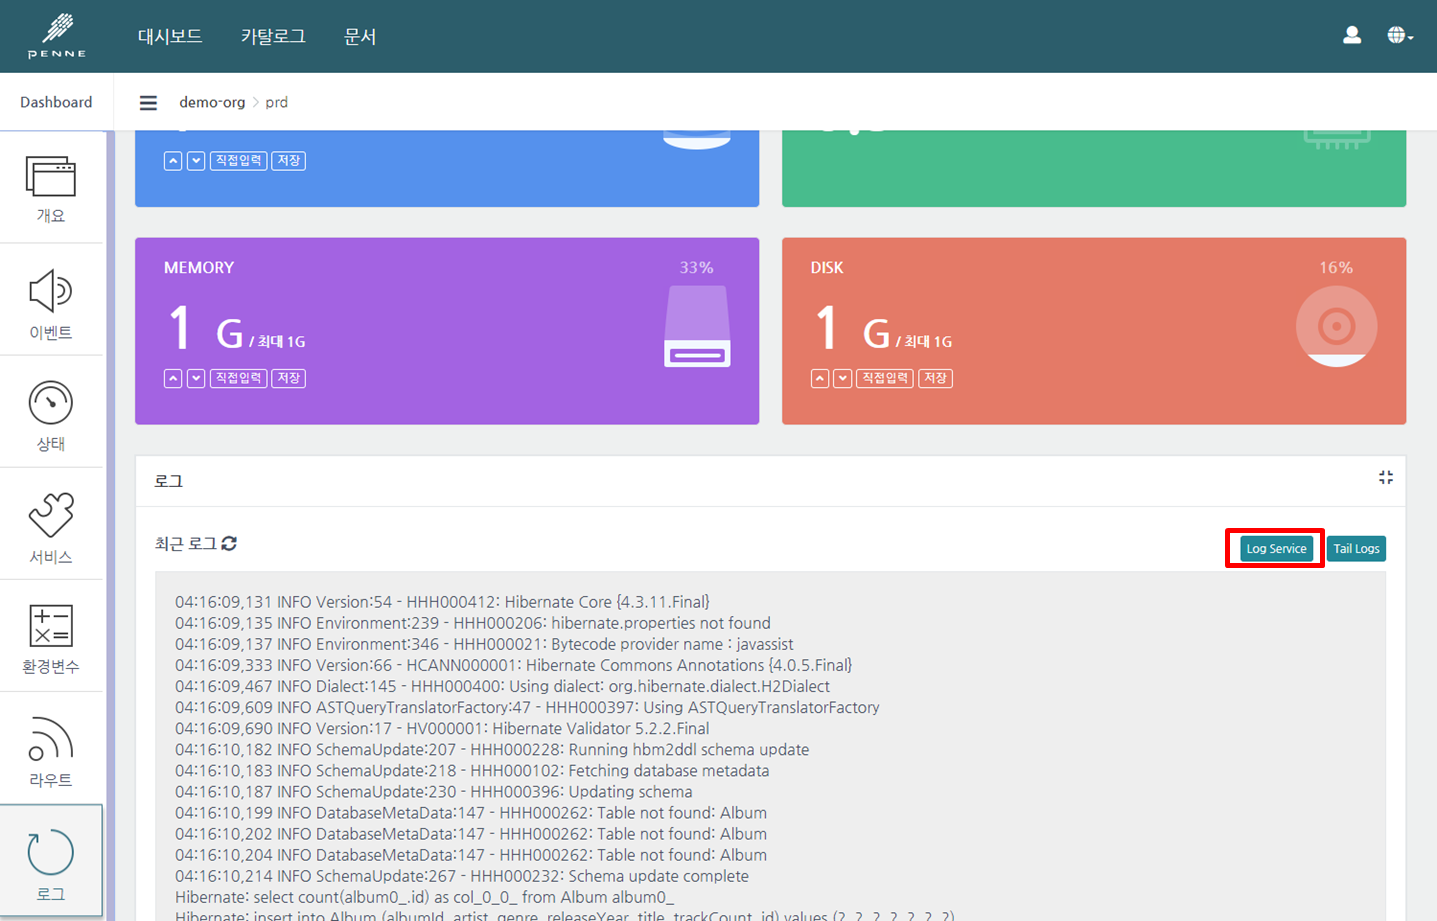 PENNE
대시보드 카탈로그 문서
Dashboard
demo-org > prd
직접입력 저장
개요
이벤트
상태
서비스
환경변수
라우트
로그
MEMORY 33%
1 G / 최대 1G
직접입력 저장
DISK 16%
1 G / 최대 1G
직접입력 저장
로그
최근 로그
Log Service Tail Logs
04:16:09,131 INFO Version:54 - HHH000412: Hibernate Core {4.3.11.Final}
04:16:09,135 INFO Environment:239 - HHH000206: hibernate.properties not found
04:16:09,137 INFO Environment:346 - HHH000021: Bytecode provider name : javassist
04:16:09,333 INFO Version:66 - HCANN000001: Hibernate Commons Annotations {4.0.5.Final}
04:16:09,467 INFO Dialect:145 - HHH000400: Using dialect: org.hibernate.dialect.H2Dialect
04:16:09,609 INFO ASTQueryTranslatorFactory:47 - HHH000397: Using ASTQueryTranslatorFactory
04:16:09,690 INFO Version:17 - HV000001: Hibernate Validator 5.2.2.Final
04:16:10,182 INFO SchemaUpdate:207 - HHH000228: Running hbm2ddl schema update
04:16:10,183 INFO SchemaUpdate:218 - HHH000102: Fetching database metadata
04:16:10,187 INFO SchemaUpdate:230 - HHH000396: Updating schema
04:16:10,199 INFO DatabaseMetaData:147 - HHH000262: Table not found: Album
04:16:10,202 INFO DatabaseMetaData:147 - HHH000262: Table not found: Album
04:16:10,204 INFO DatabaseMetaData:147 - HHH000262: Table not found: Album
04:16:10,214 INFO SchemaUpdate:267 - HHH000232: Schema update complete
Hibernate: select count(album0_.id) as col_0_0_ from Album album0_
Hibernate: insert into Album (albumId, artist, genre, releaseYear, title, trackCount, id) values (?, ?, ?, ?, ?, ?, ?)